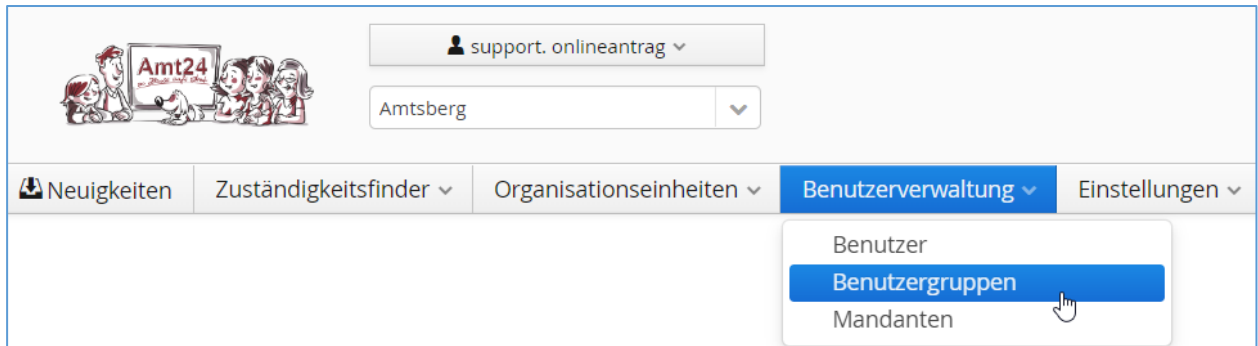 support. onlineantrag
Amt24
Amtsberg
Neuigkeiten Zuständigkeitsfinder Organisationseinheiten Benutzerverwaltung Einstellungen
Benutzer
Benutzergruppen
Mandanten